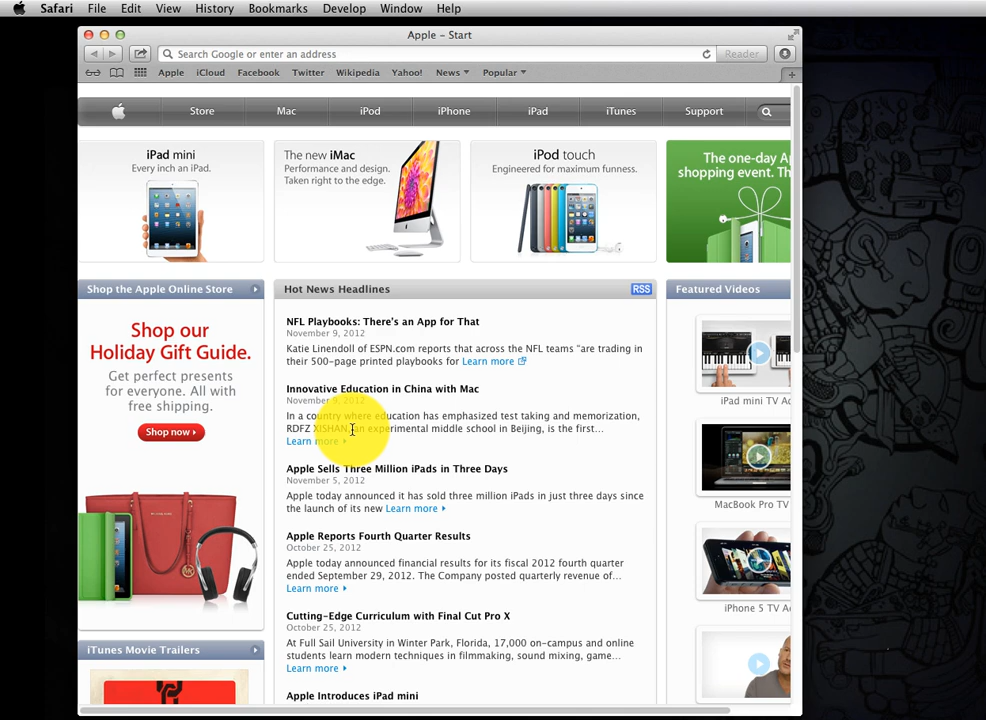 Safari File Edit View History Bookmarks Develop Window Help
Apple – Start
Search Google or enter an address
Reader
Apple iCloud Facebook Twitter Wikipedia Yahoo! News Popular
Store Mac iPod iPhone iPad iTunes Support
iPad mini
Every inch an iPad.
The new iMac
Performance and design.
Taken right to the edge.
iPod touch
Engineered for maximum funness.
The one-day
shopping event.
Shop the Apple Online Store
Shop our
Holiday Gift Guide.
Get perfect presents
for everyone. All with
free shipping.
Shop now
iTunes Movie Trailers
Hot News Headlines
RSS
NFL Playbooks: There's an App for That
November 9, 2012
Katie Linendoll of ESPN.com reports that across the NFL teams "are trading in
their 500-page printed playbooks for Learn more
Innovative Education in China with Mac
November 9, 2012
In a country where education has emphasized test taking and memorization,
RDFZ XISHAN, an experimental middle school in Beijing, is the first...
Learn more
Apple Sells Three Million iPads in Three Days
November 5, 2012
Apple today announced it has sold three million iPads in just three days since
the launch of its new Learn more
Apple Reports Fourth Quarter Results
October 25, 2012
Apple today announced financial results for its fiscal 2012 fourth quarter
ended September 29, 2012. The Company posted quarterly revenue of...
Learn more
Cutting-Edge Curriculum with Final Cut Pro X
October 25, 2012
At Full Sail University in Winter Park, Florida, 17,000 on-campus and online
students learn modern techniques in filmmaking, sound mixing, game...
Learn more
Apple Introduces iPad mini
Featured Videos
iPad mini TV
MacBook Pro TV
iPhone 5 TV